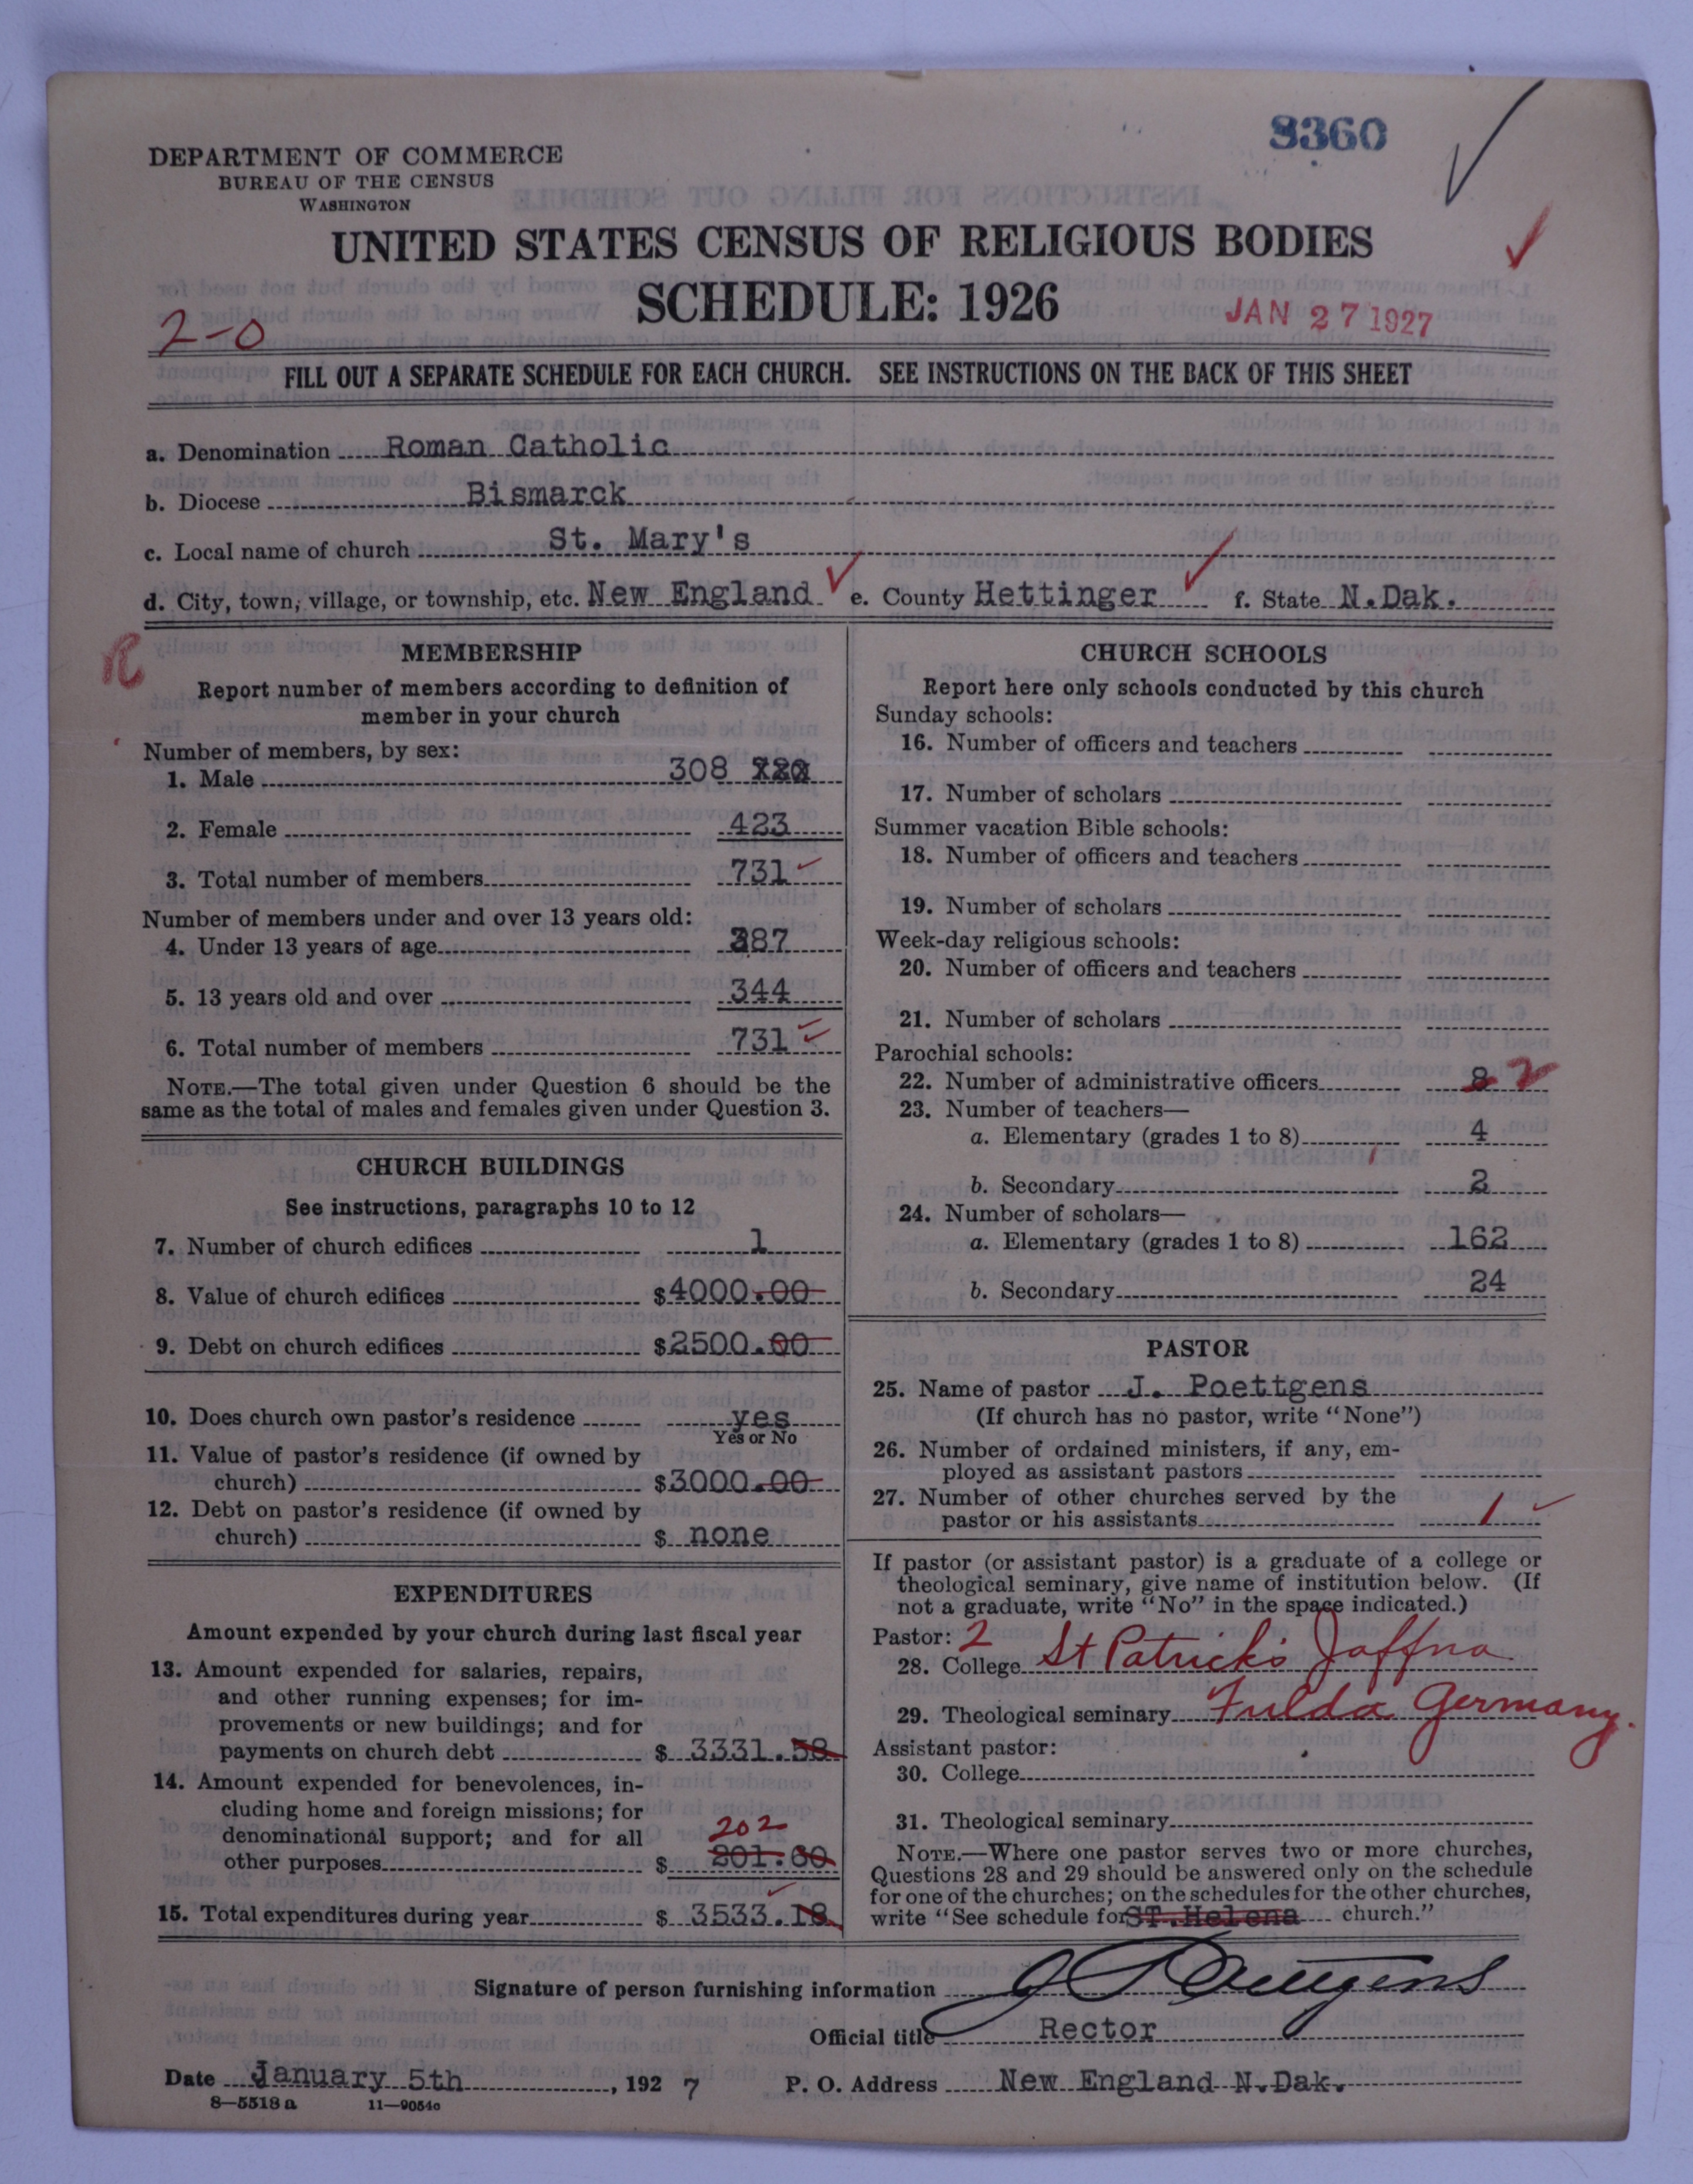 3360
DEPARTMENT OF COMMERCE
BUREAU OF THE CENSUS
WASHINGTON
UNITED STATES CENSUS OF RELIGIOUS BODIES
SCHEDULE: 1926
JAN 27 1927
2-0
FILL OUT A SEPARATE SCHEDULE FOR EACH CHURCH. SEE INSTRUCTIONS ON THE BACK OF THIS SHEET
a. Denomination Roman Catholic
b. Diocese Bismarck
c. Local name of church St. Mary's
d. City, town, village, or township, etc. New England e. County Hettinger f. State N.Dak.
MEMBERSHIP
Report number of members according to definition of
member in your church
Number of members, by sex:
1. Male 308
2. Female 423
3. Total number of members 731
Number of members under and over 13 years old:
4. Under 13 years of age 387
5. 13 years old and over 344
6. Total number of members 731
NOTE.—The total given under Question 6 should be the
same as the total of males and females given under Question 3.
CHURCH BUILDINGS
See instructions, paragraphs 10 to 12
7. Number of church edifices 1
8. Value of church edifices $4000.00
9. Debt on church edifices $2500.00
10. Does church own pastor's residence yes
Yes or No
11. Value of pastor's residence (if owned by
church) $3000.00
12. Debt on pastor's residence (if owned by
church) $ none
EXPENDITURES
Amount expended by your church during last fiscal year
13. Amount expended for salaries, repairs,
and other running expenses; for im-
provements or new buildings; and for
payments on church debt $ 3331.58
14. Amount expended for benevolences, in-
cluding home and foreign missions; for
denominational support; and for all 202
other purposes $ 201.60
15. Total expenditures during year $ 3533.18
CHURCH SCHOOLS
Report here only schools conducted by this church
Sunday schools:
16. Number of officers and teachers
17. Number of scholars
Summer vacation Bible schools:
18. Number of officers and teachers
19. Number of scholars
Week-day religious schools:
20. Number of officers and teachers
21. Number of scholars
Parochial schools:
22. Number of administrative officers 2
23. Number of teachers—
a. Elementary (grades 1 to 8) 4
b. Secondary 2
24. Number of scholars—
a. Elementary (grades 1 to 8) 162
b. Secondary 24
PASTOR
25. Name of pastor J. Poettgens
(If church has no pastor, write "None")
26. Number of ordained ministers, if any, em-
ployed as assistant pastors
27. Number of other churches served by the
pastor or his assistants 1
If pastor (or assistant pastor) is a graduate of a college or
theological seminary, give name of institution below. (If
not a graduate, write "No" in the space indicated.)
Pastor: 2
28. College St Patrick's Jaffna
29. Theological seminary Fulda Germany.
Assistant pastor:
30. College
31. Theological seminary
NOTE.—Where one pastor serves two or more churches,
Questions 28 and 29 should be answered only on the schedule
for one of the churches; on the schedules for the other churches,
write "See schedule for ST.Helena church."
Signature of person furnishing information J Poettgens
Official title Rector
Date January 5th, 1927 P. O. Address New England N.Dak.
8—5518 a 11—9054c